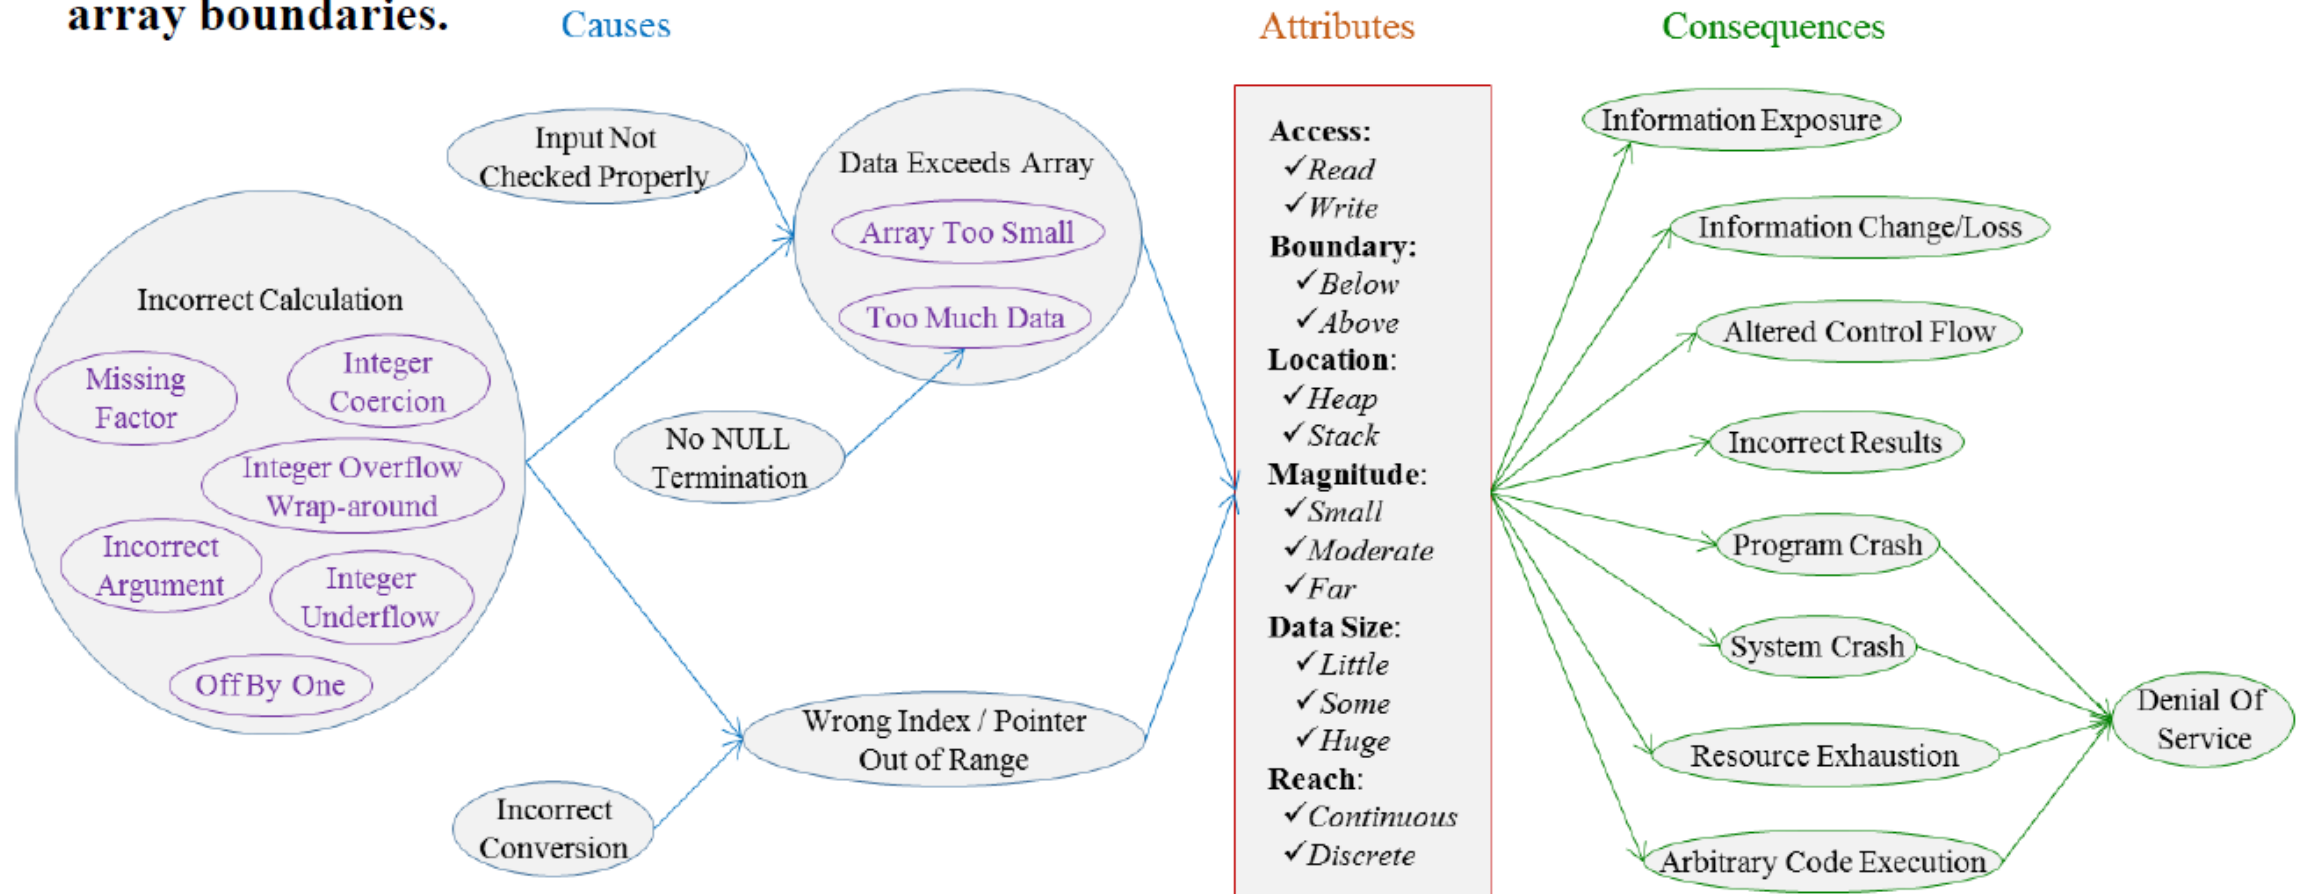 array boundaries.
Causes
Attributes
Consequences
Incorrect Calculation
Missing
Factor
Integer
Coercion
Integer Overflow
Wrap-around
Incorrect
Argument
Integer
Underflow
Off By One
Input Not
Checked Properly
No NULL
Termination
Incorrect
Conversion
Data Exceeds Array
Array Too Small
Too Much Data
Wrong Index / Pointer
Out of Range
Access:
✓Read
✓Write
Boundary:
✓Below
✓Above
Location:
✓Heap
✓Stack
Magnitude:
✓Small
✓Moderate
✓Far
Data Size:
✓Little
✓Some
✓Huge
Reach:
✓Continuous
✓Discrete
Information Exposure
Information Change/Loss
Altered Control Flow
Incorrect Results
Program Crash
System Crash
Resource Exhaustion
Arbitrary Code Execution
Denial Of
Service